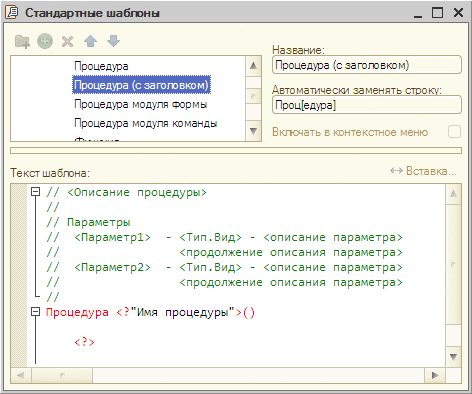 Стандартные шаблоны
Процедура
Процедура (с заголовком)
Процедура модуля формы
Процедура модуля команды
Название:
Процедура (с заголовком)
Автоматически заменять строку:
Проц[едура]
Включать в контекстное меню
Текст шаблона:
Вставка...
// <Описание процедуры>
//
// Параметры
//  <Параметр1>  - <Тип.Вид> - <описание параметра>
//                 <продолжение описания параметра>
//  <Параметр2>  - <Тип.Вид> - <описание параметра>
//                 <продолжение описания параметра>
//
Процедура <?"Имя процедуры">()
<?>